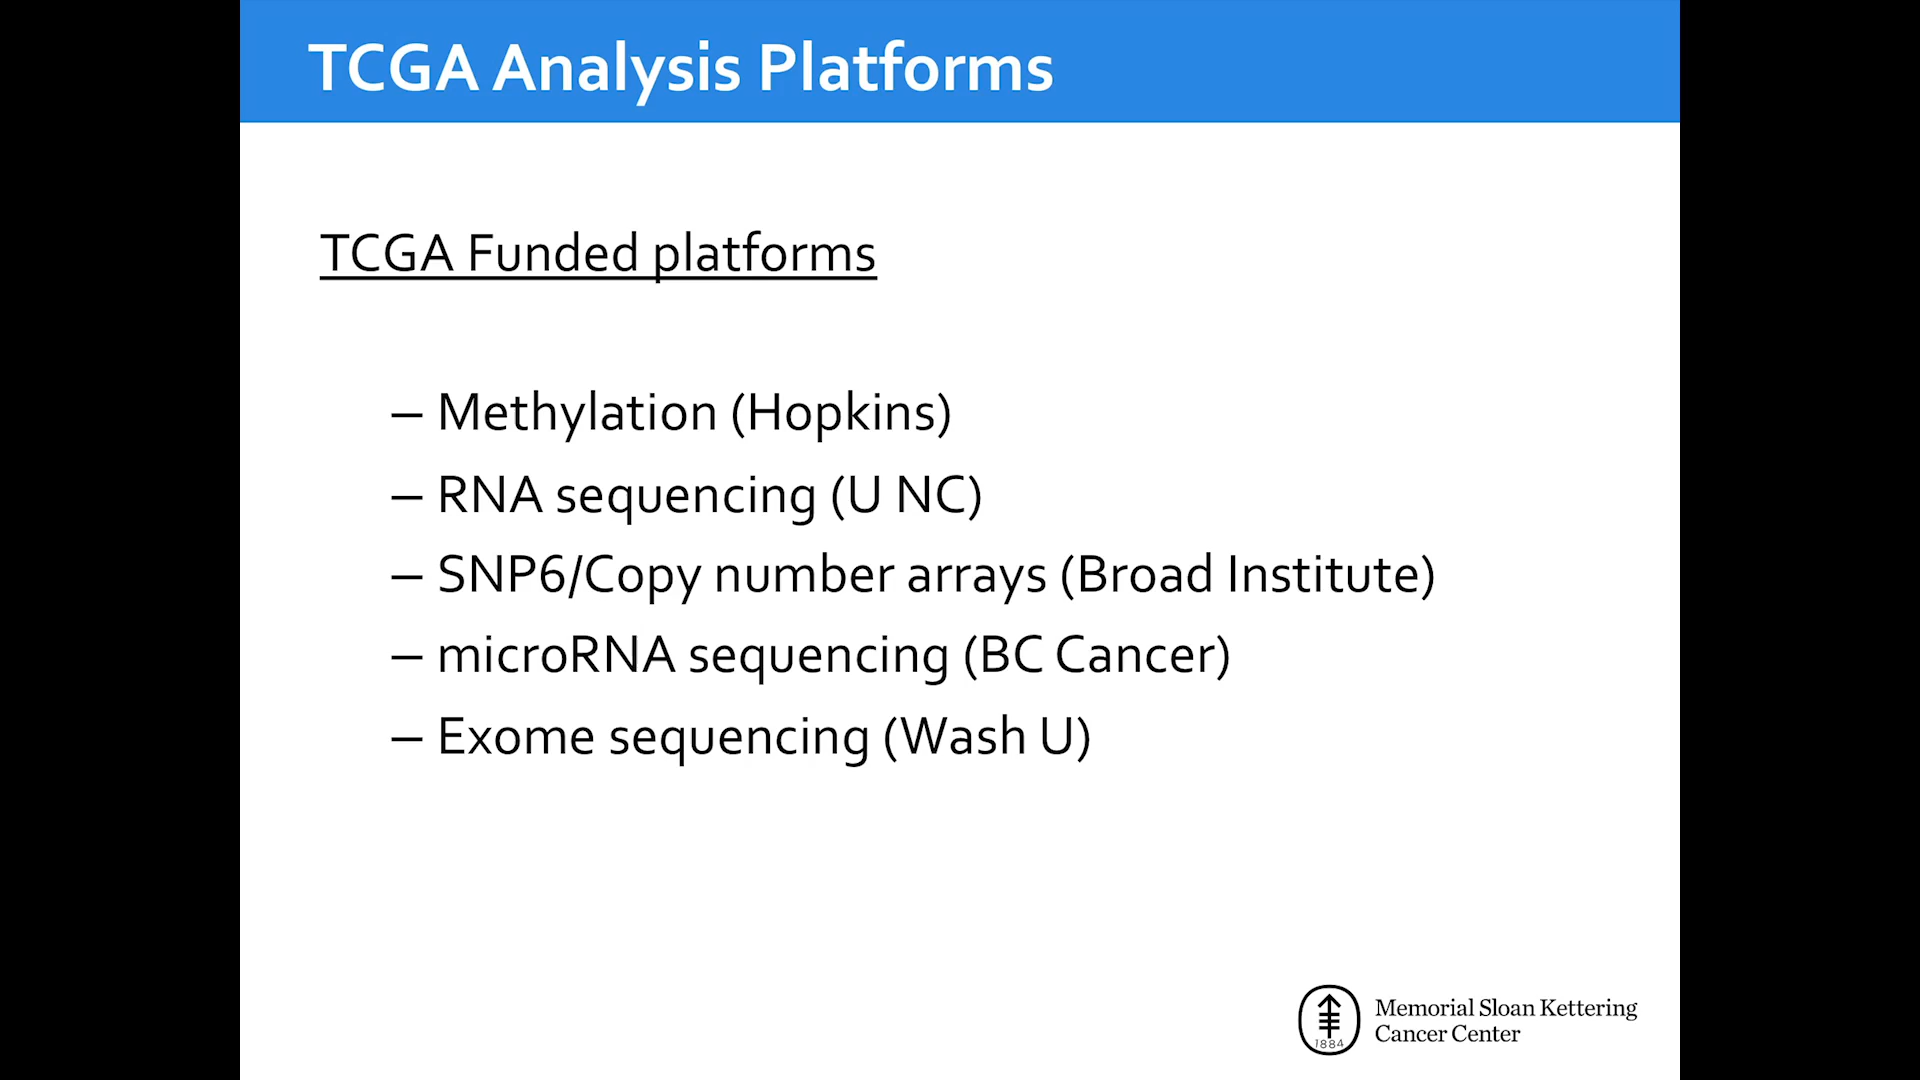 TCGA Analysis Platforms
TCGA Funded platforms
– Methylation (Hopkins)
– RNA sequencing (U NC)
– SNP6/Copy number arrays (Broad Institute)
– microRNA sequencing (BC Cancer)
– Exome sequencing (Wash U)
1884
Memorial Sloan Kettering
Cancer Center